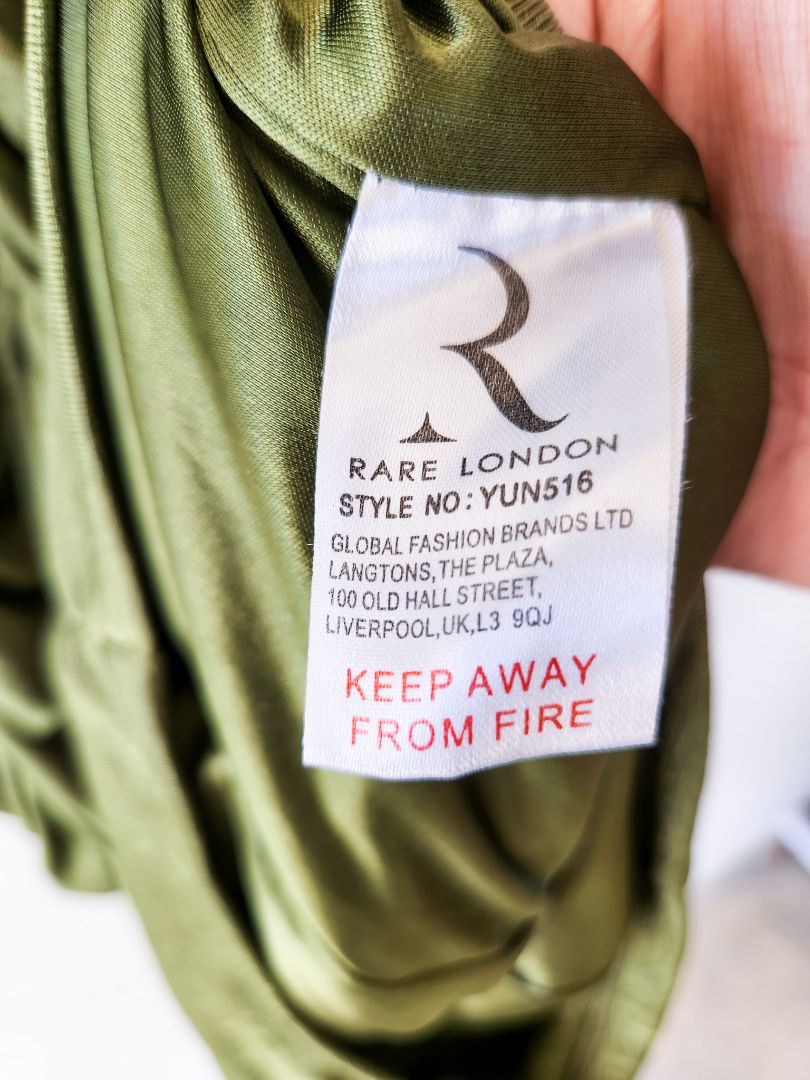 R
RARE LONDON
STYLE NO: YUN516
GLOBAL FASHION BRANDS LTD
LANGTONS,THE PLAZA,
100 OLD HALL STREET,
LIVERPOOL,UK,L3 9QJ
KEEP AWAY
FROM FIRE